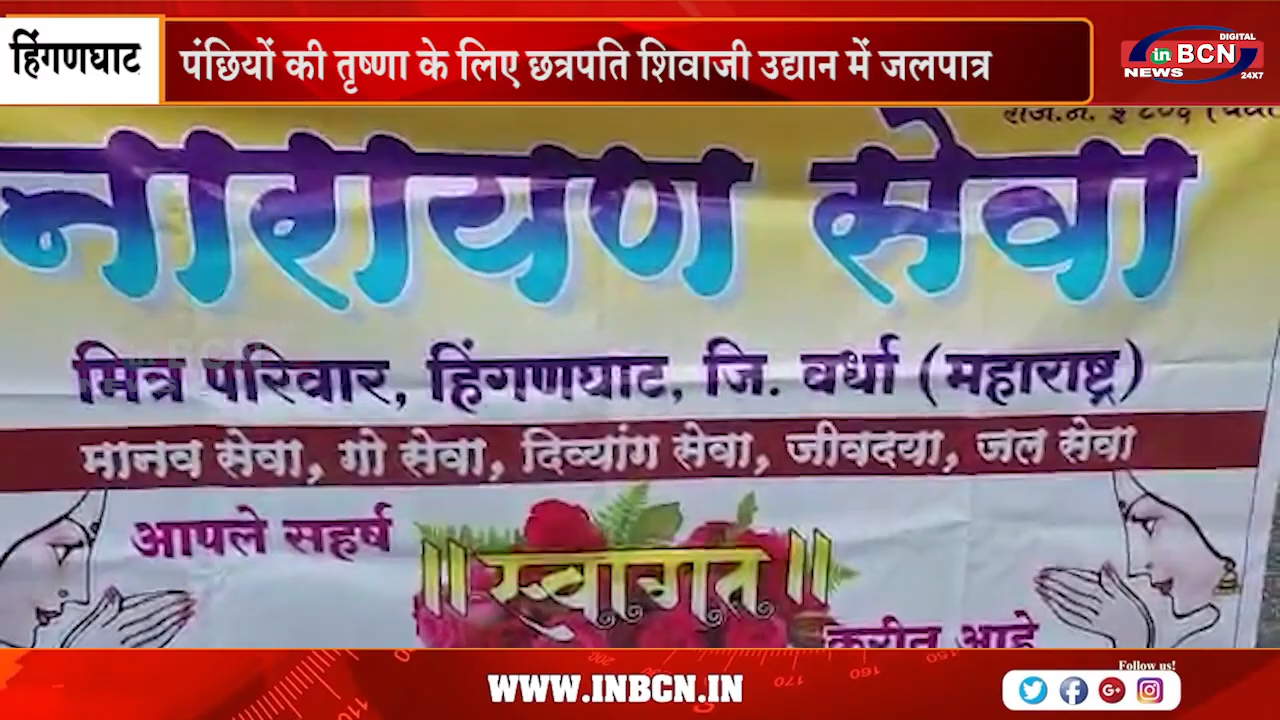 हिंगणघाट
पंछियों की तृष्णा के लिए छत्रपति शिवाजी उद्यान में जलपात्र
DIGITAL
in BCN
NEWS 24X7
नारायण सेवा
मित्र परिवार, हिंगणघाट, जि. वर्धा (महाराष्ट्र)
मानव सेवा, गो सेवा, दिव्यांग सेवा, जीवदया, जल सेवा
आपले सहर्ष
॥ स्वागत ॥
करीत आहे
WWW.INBCN.IN
Follow us!